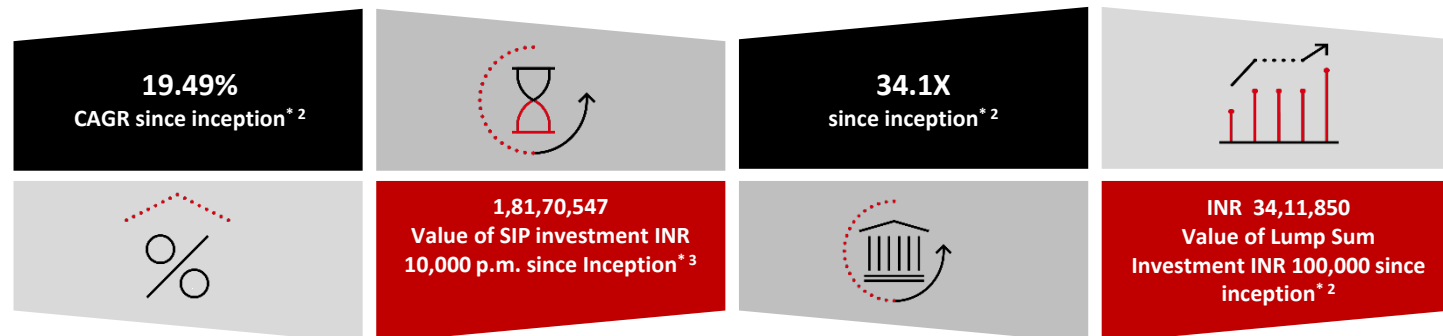 19.49%
CAGR since inception* 2
34.1X
since inception* 2
1,81,70,547
Value of SIP investment INR
10,000 p.m. since Inception* 3
INR 34,11,850
Value of Lump Sum
Investment INR 100,000 since
inception* 2